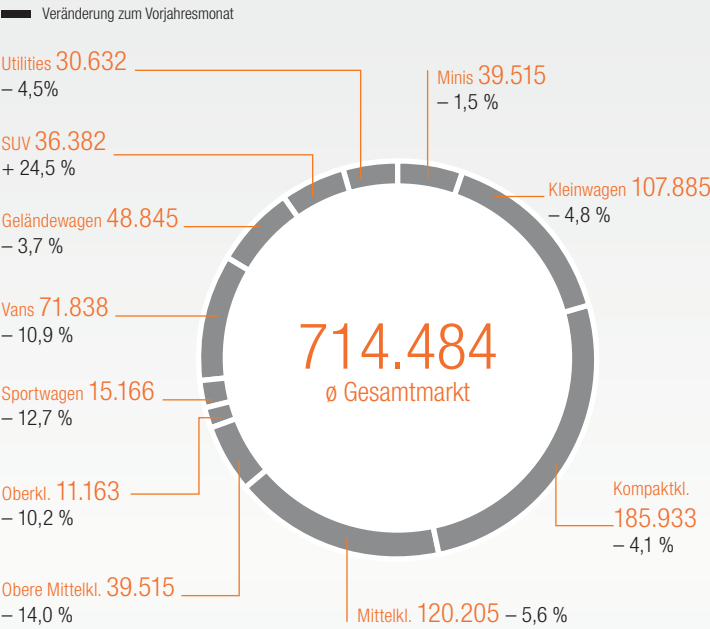 Veränderung zum Vorjahresmonat
Utilities 30.632
– 4,5%
Minis 39.515
– 1,5 %
SUV 36.382
+ 24,5 %
Kleinwagen 107.885
– 4,8 %
Geländewagen 48.845
– 3,7 %
Vans 71.838
– 10,9 %
714.484
ø Gesamtmarkt
Sportwagen 15.166
– 12,7 %
Oberkl. 11.163
– 10,2 %
Kompaktkl.
185.933
– 4,1 %
Obere Mittelkl. 39.515
– 14,0 %
Mittelkl. 120.205 – 5,6 %